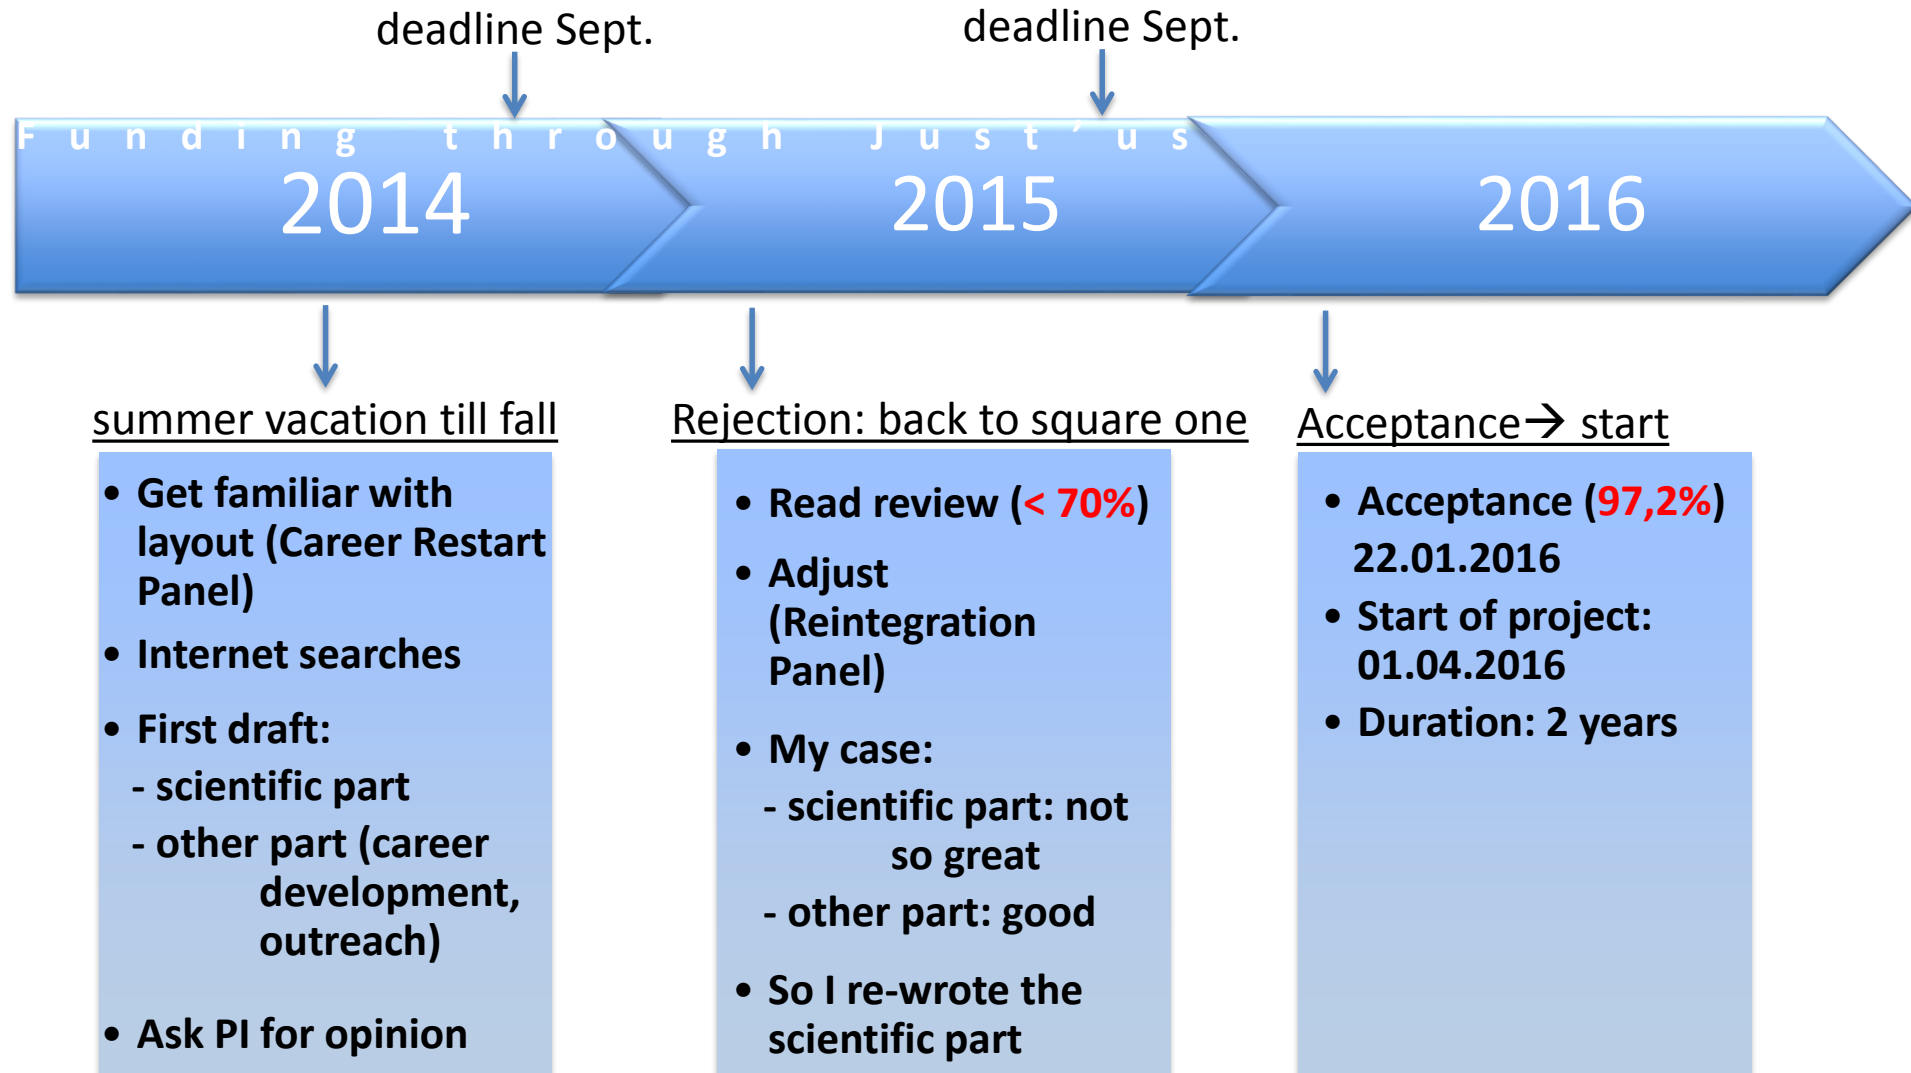 deadline Sept.
deadline Sept.
Funding through Just'us
2014
2015
2016
summer vacation till fall
• Get familiar with
layout (Career Restart
Panel)
• Internet searches
• First draft:
- scientific part
- other part (career
development,
outreach)
• Ask PI for opinion
Rejection: back to square one
• Read review (< 70%)
• Adjust
(Reintegration
Panel)
• My case:
- scientific part: not
so great
- other part: good
• So I re-wrote the
scientific part
Acceptance→ start
• Acceptance (97,2%)
22.01.2016
• Start of project:
01.04.2016
• Duration: 2 years